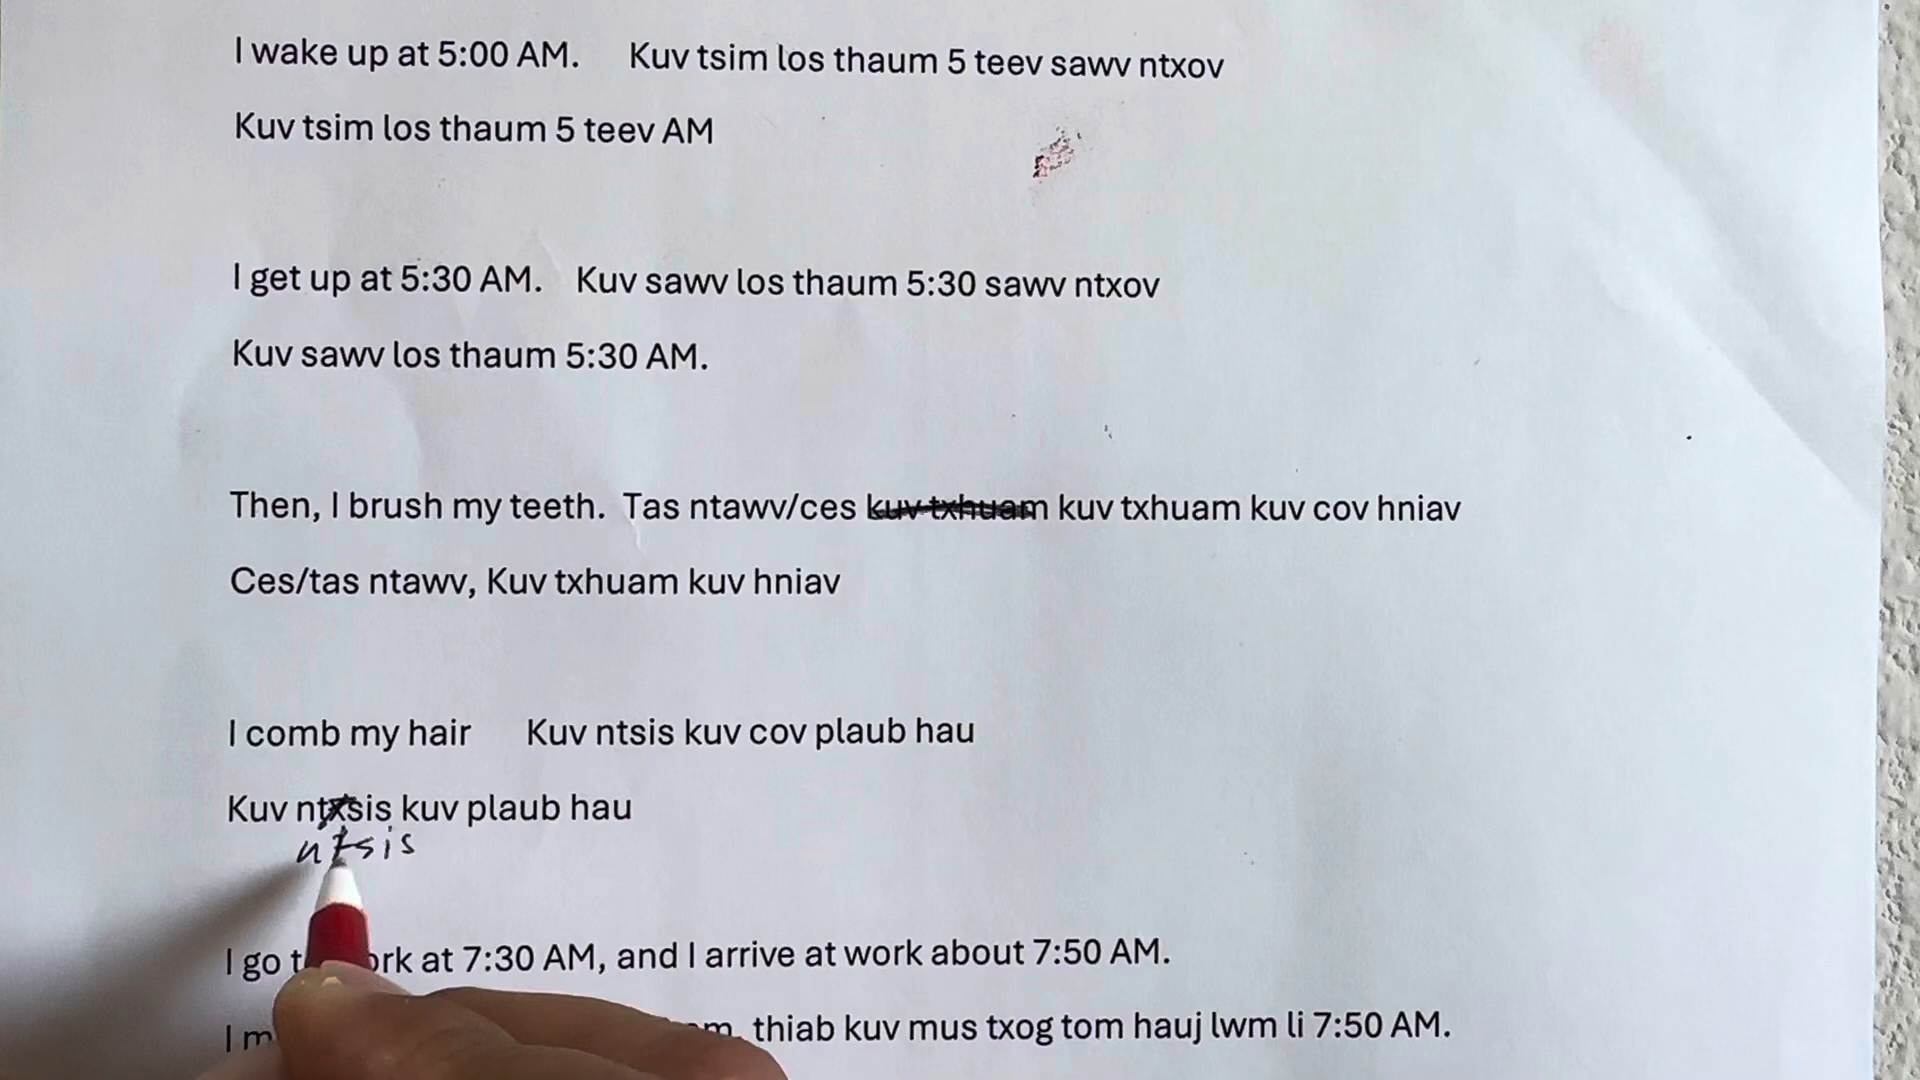 I wake up at 5:00 AM. Kuv tsim los thaum 5 teev sawv ntxov
Kuv tsim los thaum 5 teev AM
I get up at 5:30 AM. Kuv sawv los thaum 5:30 sawv ntxov
Kuv sawv los thaum 5:30 AM.
Then, I brush my teeth. Tas ntawv/ces kuv txhuam kuv txhuam kuv cov hniav
Ces/tas ntawv, Kuv txhuam kuv hniav
I comb my hair Kuv ntsis kuv cov plaub hau
Kuv ntxsis kuv plaub hau
ntsis
I go at 7:30 AM, and I arrive at work about 7:50 AM.
thiab kuv mus txog tom hauj lwm li 7:50 AM.